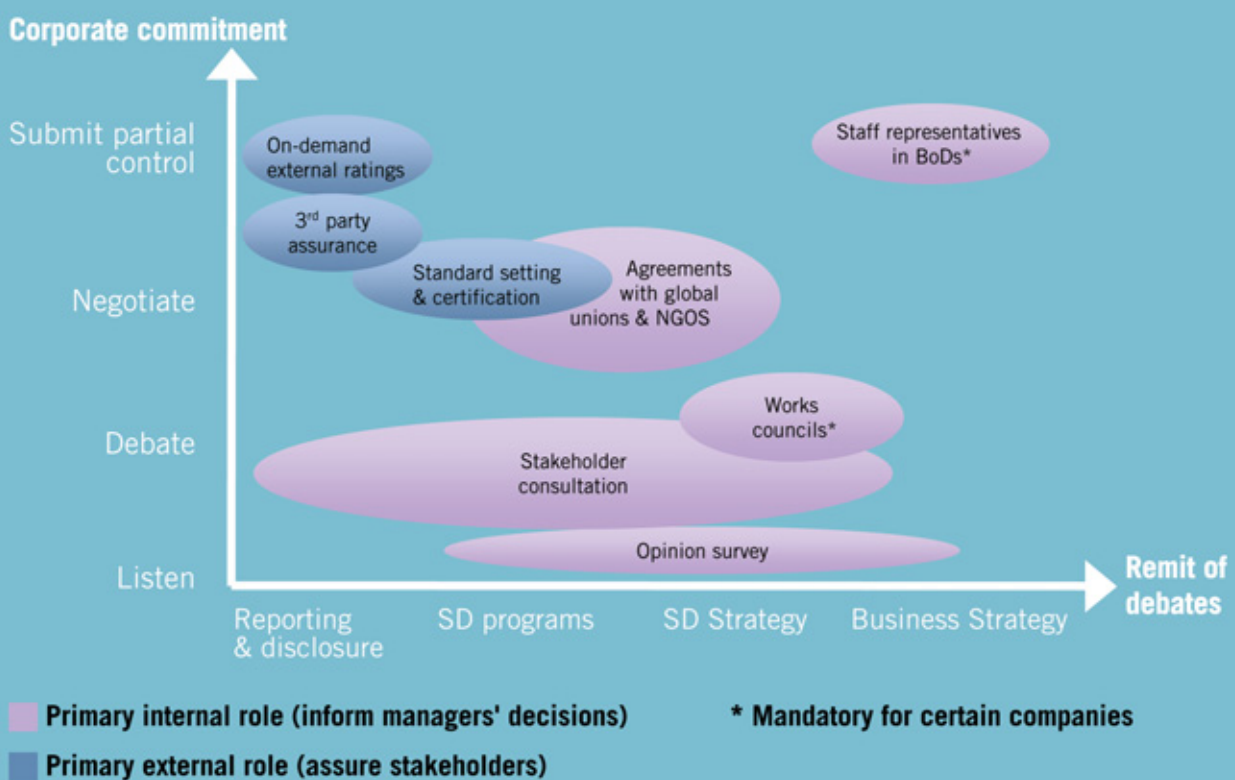 Corporate commitment
Submit partial
control
On-demand
external ratings
Staff representatives
in BoDs*
3rd party
assurance
Negotiate
Standard setting
& certification
Agreements
with global
unions & NGOS
Debate
Works
councils*
Stakeholder
consultation
Listen
Opinion survey
Remit of
debates
Reporting
& disclosure
SD programs
SD Strategy
Business Strategy
Primary internal role (inform managers' decisions)
* Mandatory for certain companies
Primary external role (assure stakeholders)